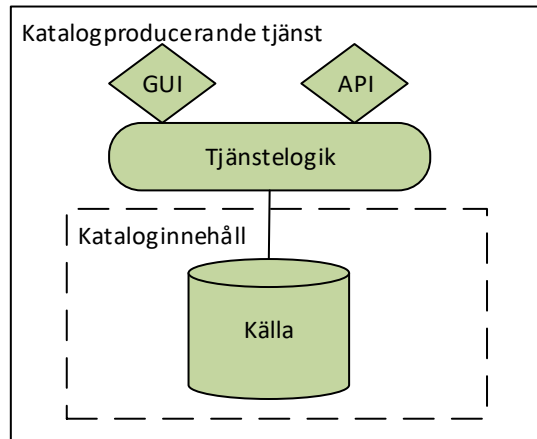 Katalogproducerande tjänst
GUI
API
Tjänstelogik
Kataloginnehåll
Källa